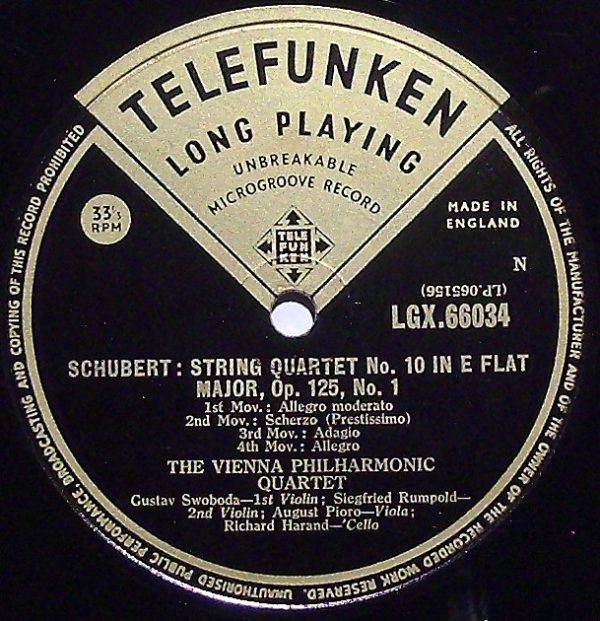 TELEFUNKEN
LONG PLAYING
UNBREAKABLE
MICROGROOVE RECORD
33⅓
RPM
TELE
FUN
KEN
MADE IN
ENGLAND
N
(LP.065156)
LGX.66034
SCHUBERT : STRING QUARTET No. 10 IN E FLAT
MAJOR, Op. 125, No. 1
1st Mov. : Allegro moderato
2nd Mov. : Scherzo (Prestissimo)
3rd Mov. : Adagio
4th Mov. : Allegro
THE VIENNA PHILHARMONIC
QUARTET
Gustav Swoboda—1st Violin ; Siegfried Rumpold—
2nd Violin ; August Pioro—Viola ;
Richard Harand—'Cello
ALL RIGHTS OF THE MANUFACTURER AND OF THE OWNER OF THE RECORDED WORK RESERVED. UNAUTHORISED PUBLIC PERFORMANCE, BROADCASTING AND COPYING OF THIS RECORD PROHIBITED